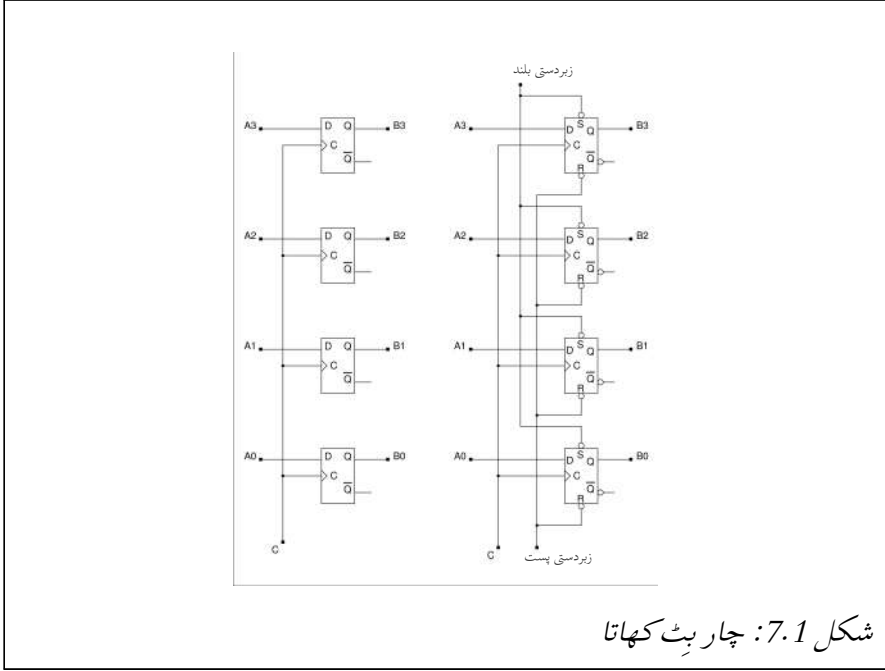 زبردستی بلند
A3 D Q B3 A3 D S Q B3
C Q C Q
R
A2 D Q B2 A2 D S Q B2
C Q C Q
R
A1 D Q B1 A1 D S Q B1
C Q C Q
R
A0 D Q B0 A0 D S Q B0
C Q C Q
R
C C زبردستی پست
شکل 7.1: چار بِٹ کھاتا